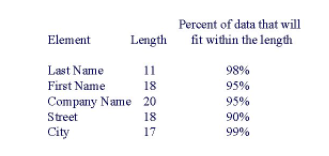 Percent of data that will
Element Length fit within the length
Last Name 11 98%
First Name 18 95%
Company Name 20 95%
Street 18 90%
City 17 99%